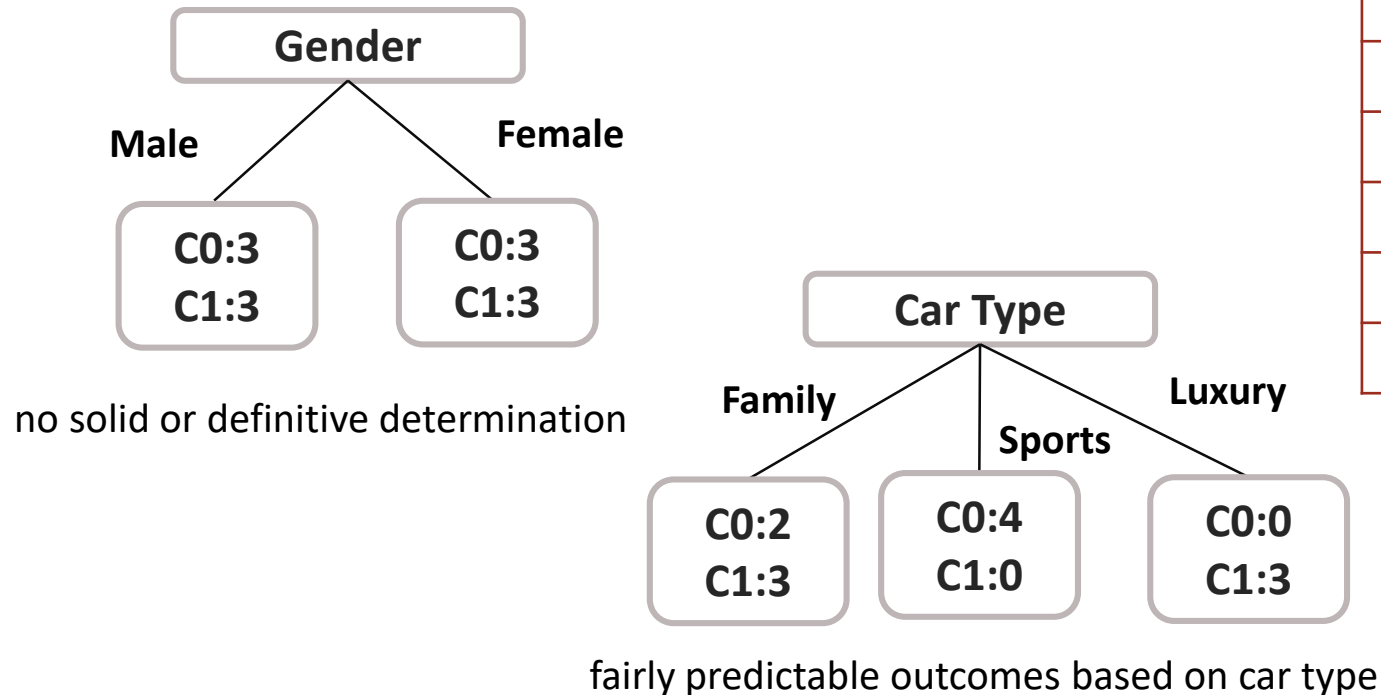 Gender
Male
Female
C0:3
C1:3
C0:3
C1:3
no solid or definitive determination
Car Type
Family
Sports
Luxury
C0:2
C1:3
C0:4
C1:0
C0:0
C1:3
fairly predictable outcomes based on car type